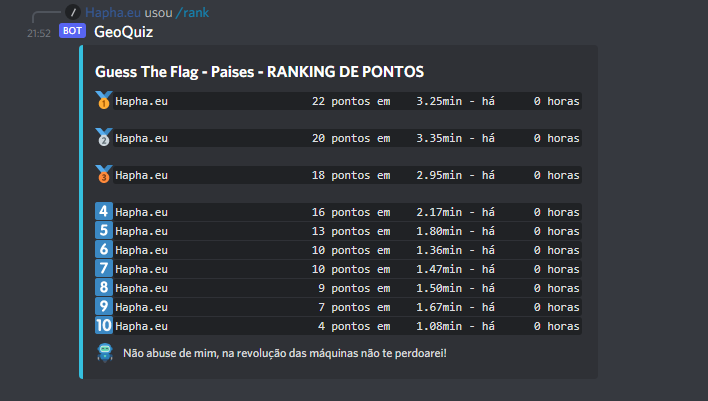 Hapha.eu usou /rank
21:52 BOT GeoQuiz
Guess The Flag - Paises - RANKING DE PONTOS
1 Hapha.eu 22 pontos em 3.25min - há 0 horas
2 Hapha.eu 20 pontos em 3.35min - há 0 horas
3 Hapha.eu 18 pontos em 2.95min - há 0 horas
4 Hapha.eu 16 pontos em 2.17min - há 0 horas
5 Hapha.eu 13 pontos em 1.80min - há 0 horas
6 Hapha.eu 10 pontos em 1.36min - há 0 horas
7 Hapha.eu 10 pontos em 1.47min - há 0 horas
8 Hapha.eu 9 pontos em 1.50min - há 0 horas
9 Hapha.eu 7 pontos em 1.67min - há 0 horas
10 Hapha.eu 4 pontos em 1.08min - há 0 horas
Não abuse de mim, na revolução das máquinas não te perdoarei!